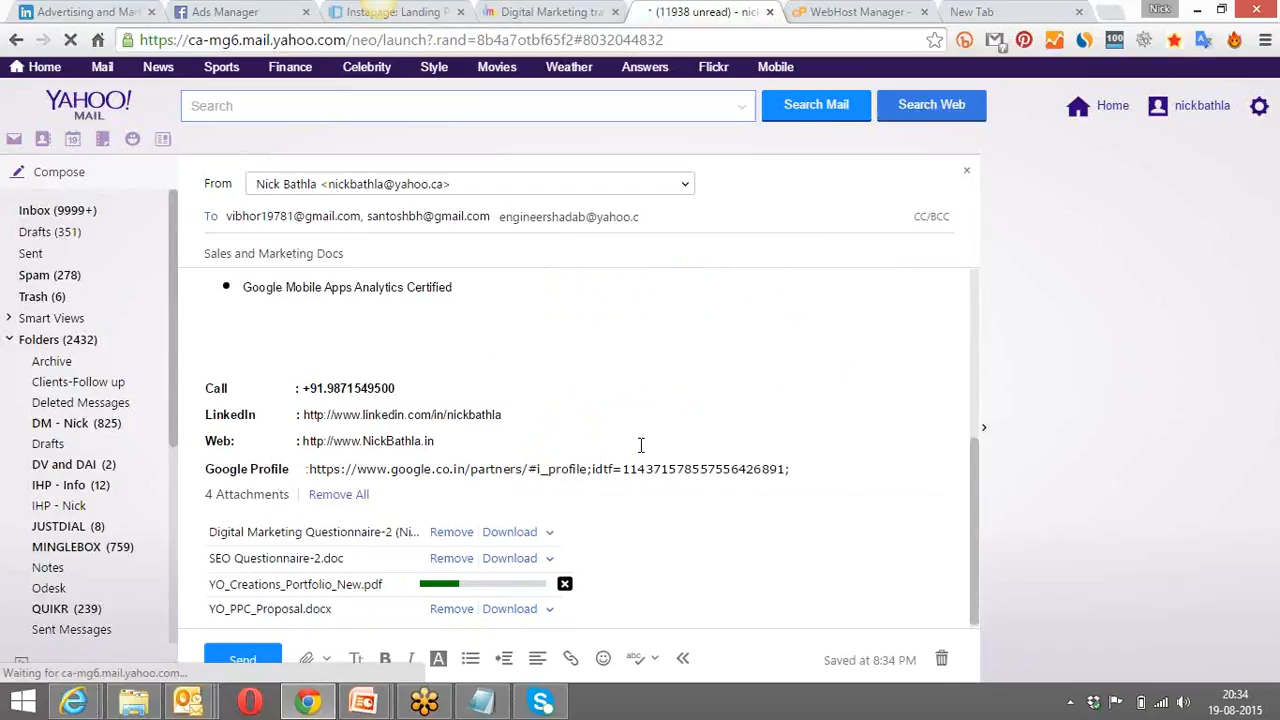 Advertising and Mar
Ads Manager
Instapage: Landing P
Digital Marketing tra
(11938 unread) - nick
WebHost Manager –
New Tab
Nick
https://ca-mg6.mail.yahoo.com/neo/launch?.rand=8b4a7otbf65f2#8032044832
100
Home Mail News Sports Finance Celebrity Style Movies Weather Answers Flickr Mobile
YAHOO!
MAIL
Search
Search Mail
Search Web
Home
nickbathla
Compose
Inbox (9999+)
Drafts (351)
Sent
Spam (278)
Trash (6)
Smart Views
Folders (2432)
Archive
Clients-Follow up
Deleted Messages
DM - Nick (825)
Drafts
DV and DAI (2)
IHP - Info (12)
IHP - Nick
JUSTDIAL (8)
MINGLEBOX (759)
Notes
Odesk
QUIKR (239)
Sent Messages
From Nick Bathla <nickbathla@yahoo.ca>
To vibhor19781@gmail.com, santoshbh@gmail.com engineershadab@yahoo.c CC/BCC
Sales and Marketing Docs
• Google Mobile Apps Analytics Certified
Call : +91.9871549500
LinkedIn : http://www.linkedin.com/in/nickbathla
Web: : http://www.NickBathla.in
Google Profile :https://www.google.co.in/partners/#i_profile;idtf=114371578557556426891;
4 Attachments Remove All
Digital Marketing Questionnaire-2 (Ni... Remove Download
SEO Questionnaire-2.doc Remove Download
YO_Creations_Portfolio_New.pdf
YO_PPC_Proposal.docx Remove Download
Send
Tt B I A abc
Saved at 8:34 PM
Waiting for ca-mg6.mail.yahoo.com...
20:34
19-08-2015